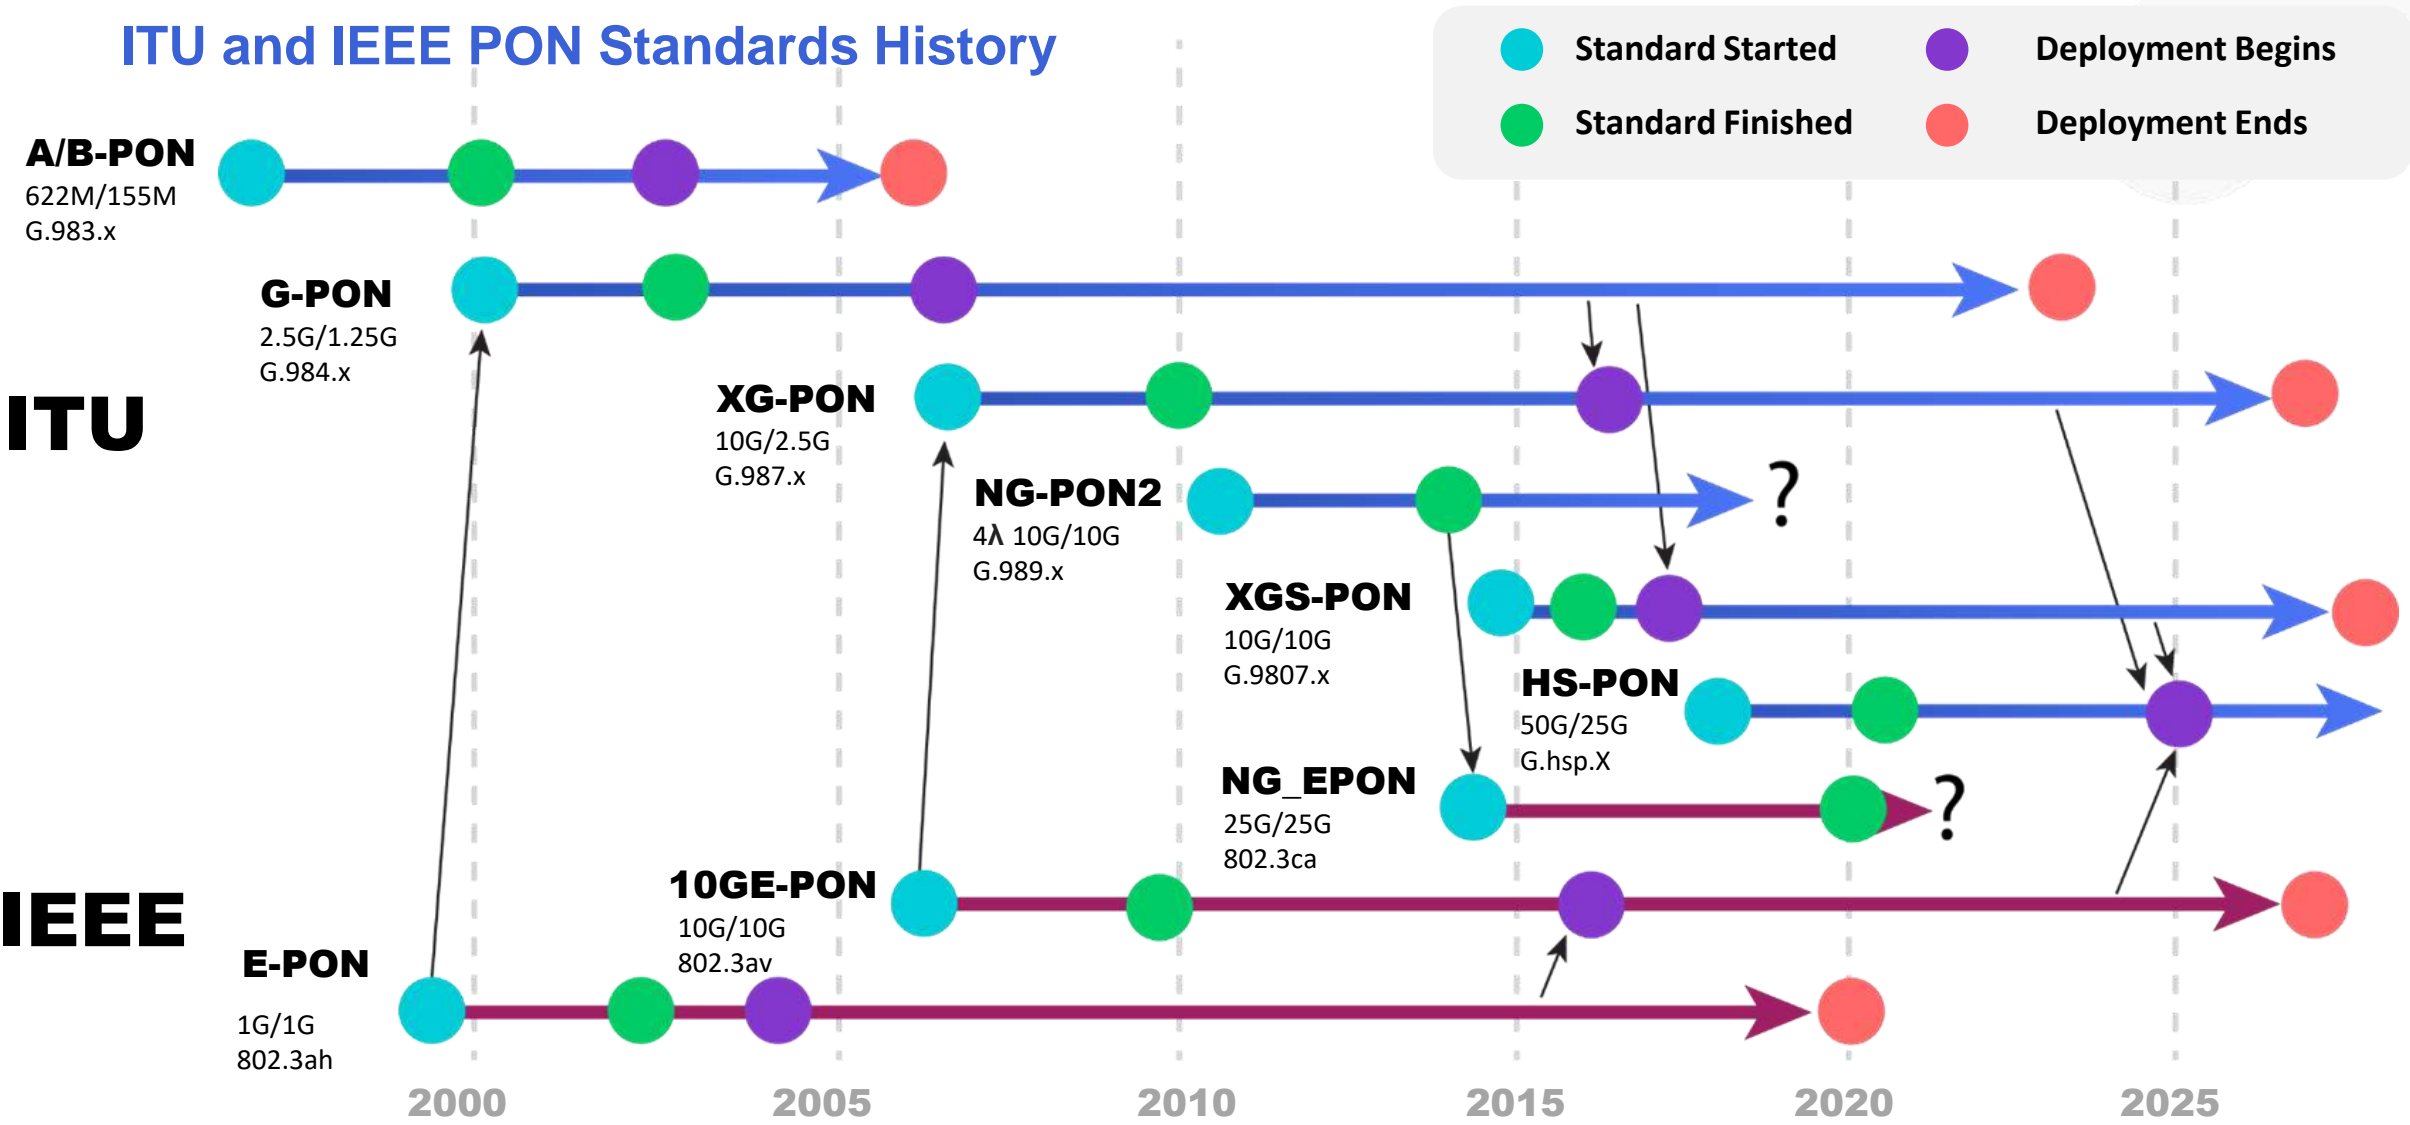 ITU and IEEE PON Standards History
Standard Started
Deployment Begins
Standard Finished
Deployment Ends
A/B-PON
622M/155M
G.983.x
G-PON
2.5G/1.25G
G.984.x
ITU
XG-PON
10G/2.5G
G.987.x
NG-PON2
4λ 10G/10G
G.989.x
?
XGS-PON
10G/10G
G.9807.x
HS-PON
50G/25G
G.hsp.X
NG_EPON
25G/25G
802.3ca
?
IEEE
10GE-PON
10G/10G
802.3av
E-PON
1G/1G
802.3ah
2000
2005
2010
2015
2020
2025